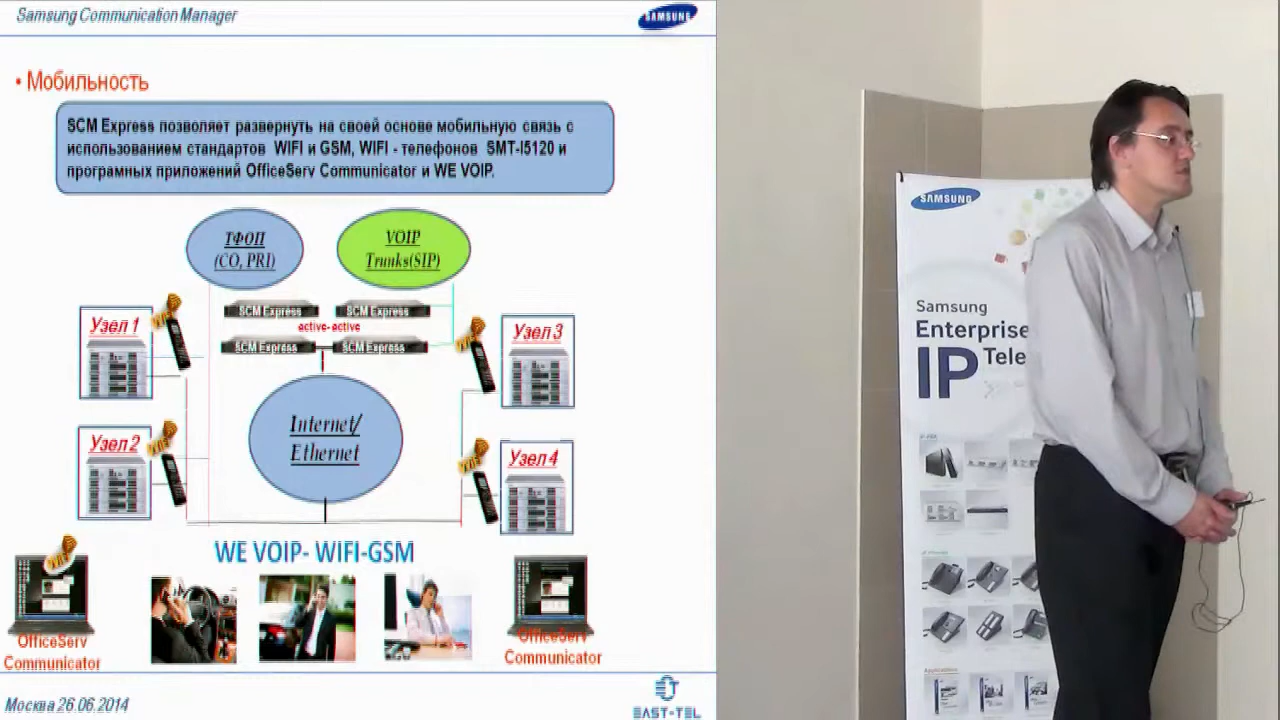 Samsung Communication Manager
SAMSUNG
• Мобильность
SCM Express позволяет развернуть на своей основе мобильную связь с
использованием стандартов WIFI и GSM, WIFI - телефонов SMT-I5120 и
програмных приложений OfficeServ Communicator и WE VOIP.
ТФОП
(CO, PRI)
VOIP
Trunks(SIP)
SCM Express
SCM Express
active-active
SCM Express
SCM Express
Узел 1
Узел 3
Internet/
Ethernet
Узел 2
Узел 4
WE VOIP- WIFI-GSM
OfficeServ
Communicator
OfficeServ
Communicator
Москва 26.06.2014
EAST-TEL
SAMSUNG
Samsung
Enterprise
IP Tele